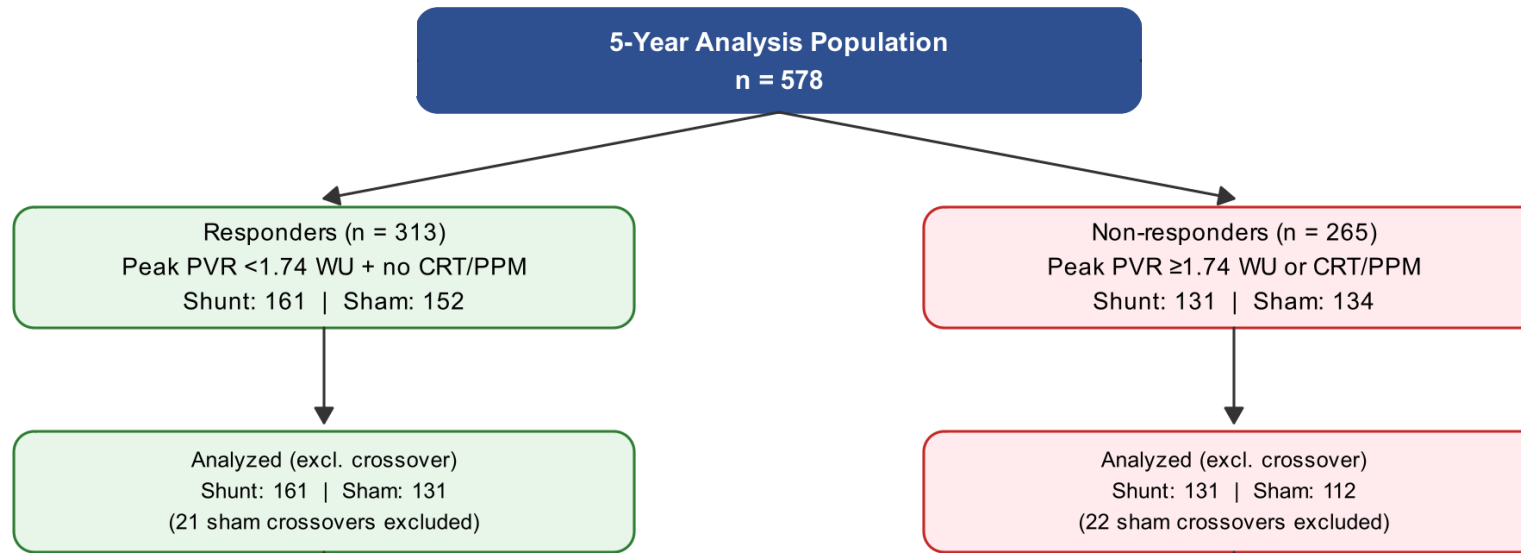 5-Year Analysis Population
n = 578
Responders (n = 313)
Peak PVR <1.74 WU + no CRT/PPM
Shunt: 161 | Sham: 152
Non-responders (n = 265)
Peak PVR ≥1.74 WU or CRT/PPM
Shunt: 131 | Sham: 134
Analyzed (excl. crossover)
Shunt: 161 | Sham: 131
(21 sham crossovers excluded)
Analyzed (excl. crossover)
Shunt: 131 | Sham: 112
(22 sham crossovers excluded)